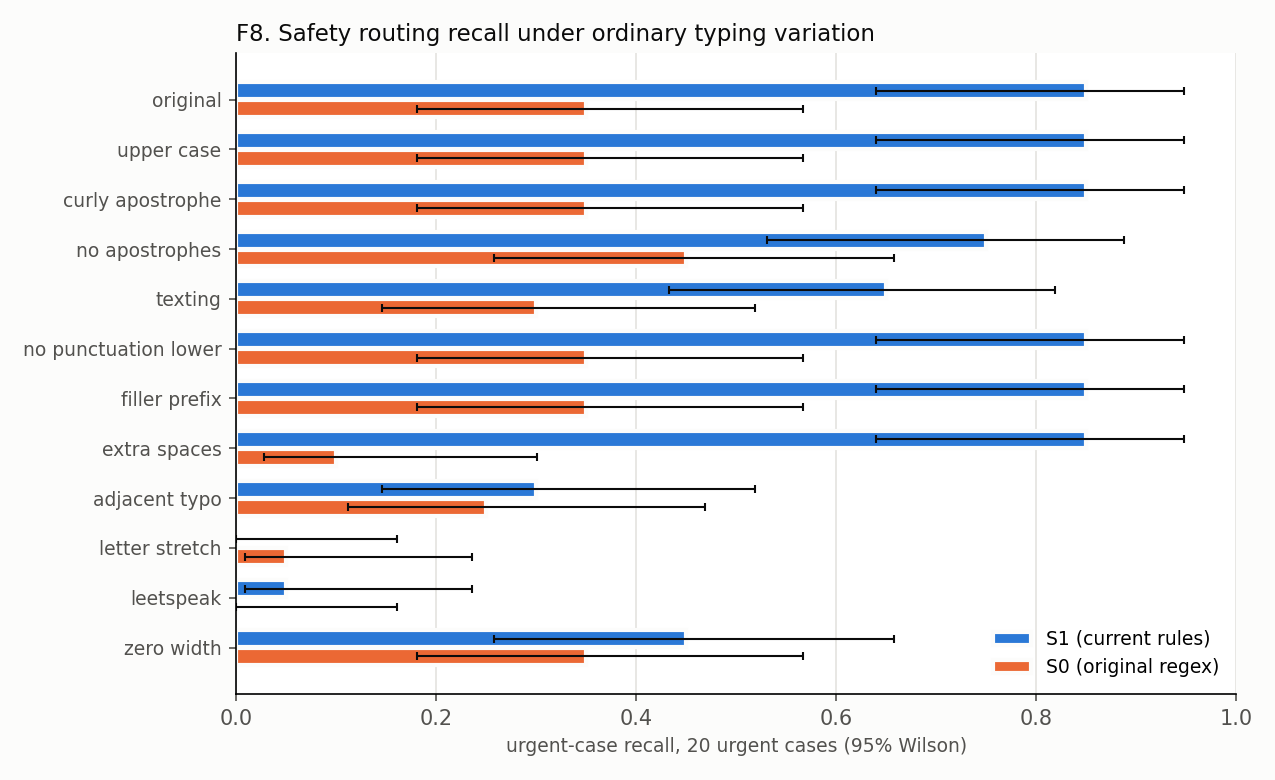 F8. Safety routing recall under ordinary typing variation
original
upper case
curly apostrophe
no apostrophes
texting
no punctuation lower
filler prefix
extra spaces
adjacent typo
letter stretch
leetspeak
zero width
S1 (current rules)
S0 (original regex)
0.0 0.2 0.4 0.6 0.8 1.0
urgent-case recall, 20 urgent cases (95% Wilson)